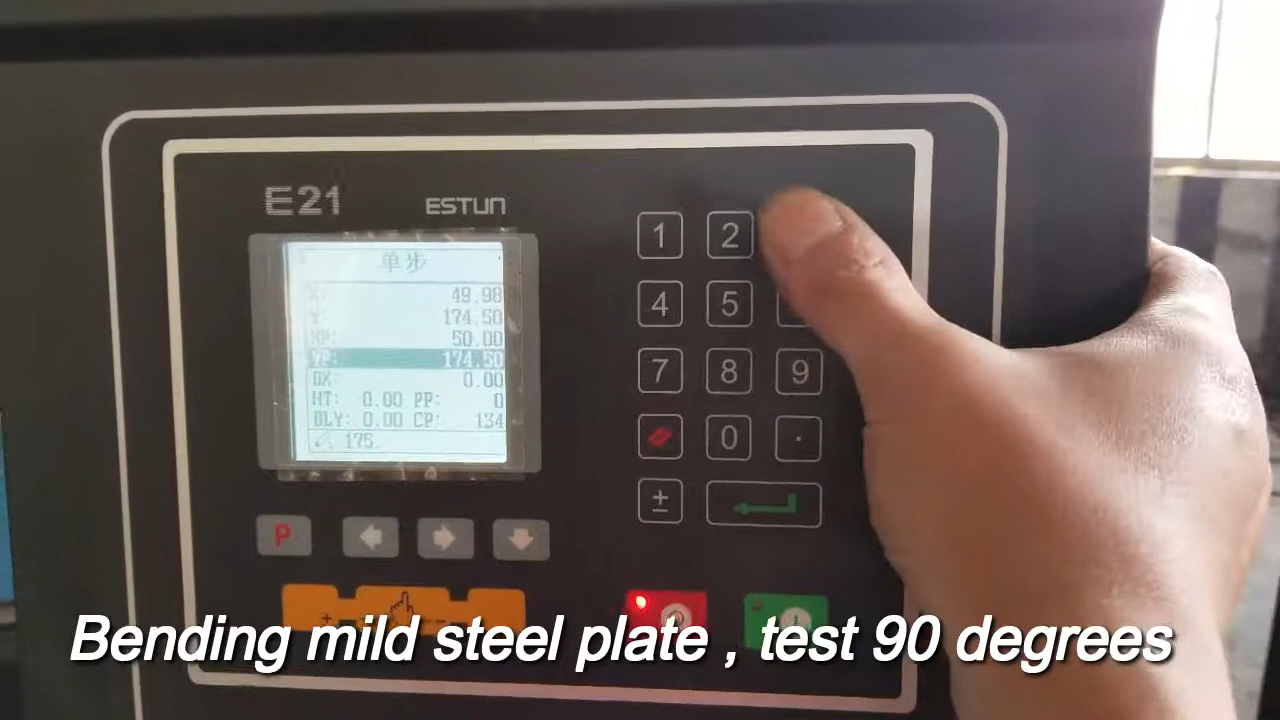 E21
ESTUN
单步
X: 49.98
Y: 174.50
XP: 50.00
YP: 174.50
DX: 0.00
HT: 0.00 PP: 0
DLY: 0.00 CP: 134
: 175.
1 2
4 5
7 8 9
0 .
±
P
+ -
Bending mild steel plate , test 90 degrees